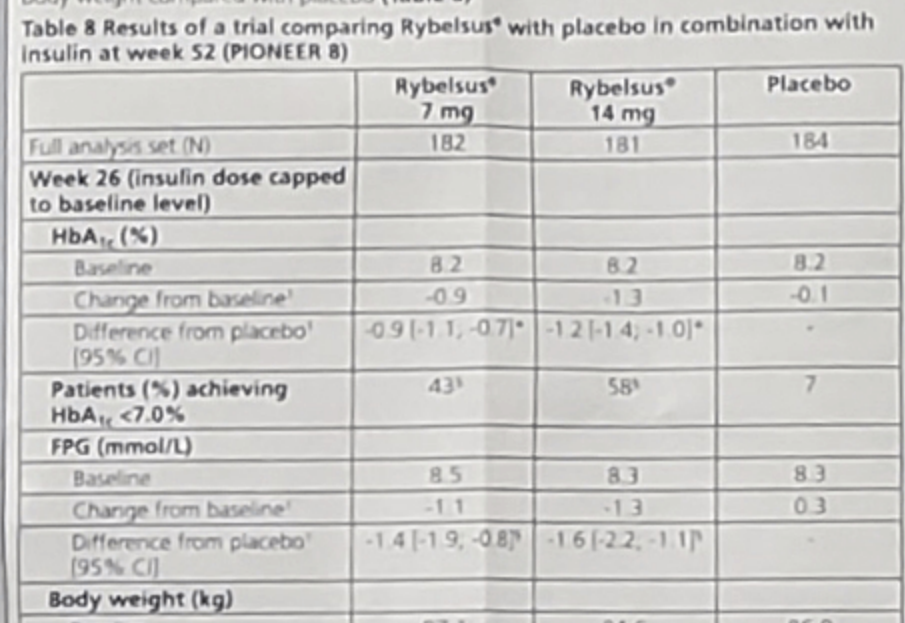 Table 8 Results of a trial comparing Rybelsus® with placebo in combination with
insulin at week 52 (PIONEER 8)
Rybelsus® 7 mg Rybelsus® 14 mg Placebo
Full analysis set (N) 182 181 184
Week 26 (insulin dose capped
to baseline level)
HbA1c (%)
Baseline 8.2 8.2 8.2
Change from baseline¹ -0.9 -1.3 -0.1
Difference from placebo¹ -0.9 [-1.1; -0.7]* -1.2 [-1.4; -1.0]* -
[95% CI]
Patients (%) achieving 43§ 58§ 7
HbA1c <7.0%
FPG (mmol/L)
Baseline 8.5 8.3 8.3
Change from baseline¹ -1.1 -1.3 0.3
Difference from placebo¹ -1.4 [-1.9; -0.8]§ -1.6 [-2.2; -1.1]§ -
[95% CI]
Body weight (kg)